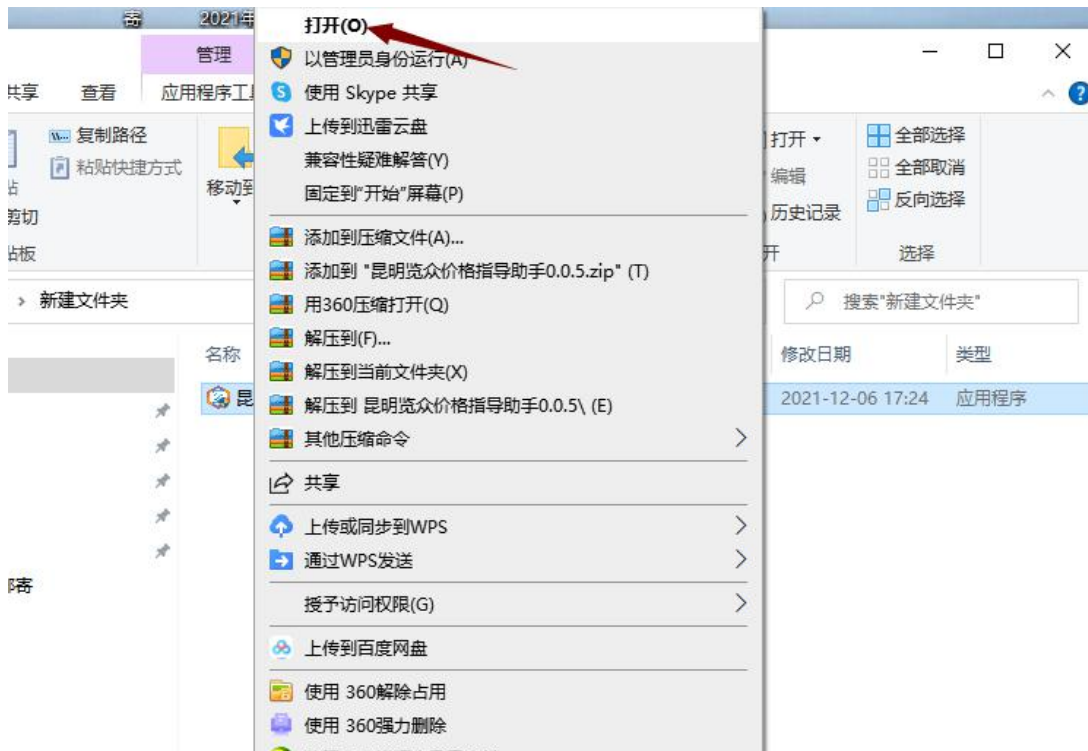 寄
2021年
打开(O)
管理
以管理员身份运行(A)
共享
查看
应用程序工具
使用 Skype 共享
上传到迅雷云盘
复制路径
打开
全部选择
兼容性疑难解答(Y)
粘贴快捷方式
编辑
全部取消
移动到
固定到"开始"屏幕(P)
反向选择
剪切
历史记录
添加到压缩文件(A)...
贴板
开
选择
添加到 "昆明览众价格指导助手0.0.5.zip" (T)
新建文件夹
用360压缩打开(Q)
搜索"新建文件夹"
解压到(F)...
名称
修改日期
类型
解压到当前文件夹(X)
昆
2021-12-06 17:24
应用程序
解压到 昆明览众价格指导助手0.0.5\ (E)
其他压缩命令
共享
上传或同步到WPS
通过WPS发送
寄
授予访问权限(G)
上传到百度网盘
使用 360解除占用
使用 360强力删除